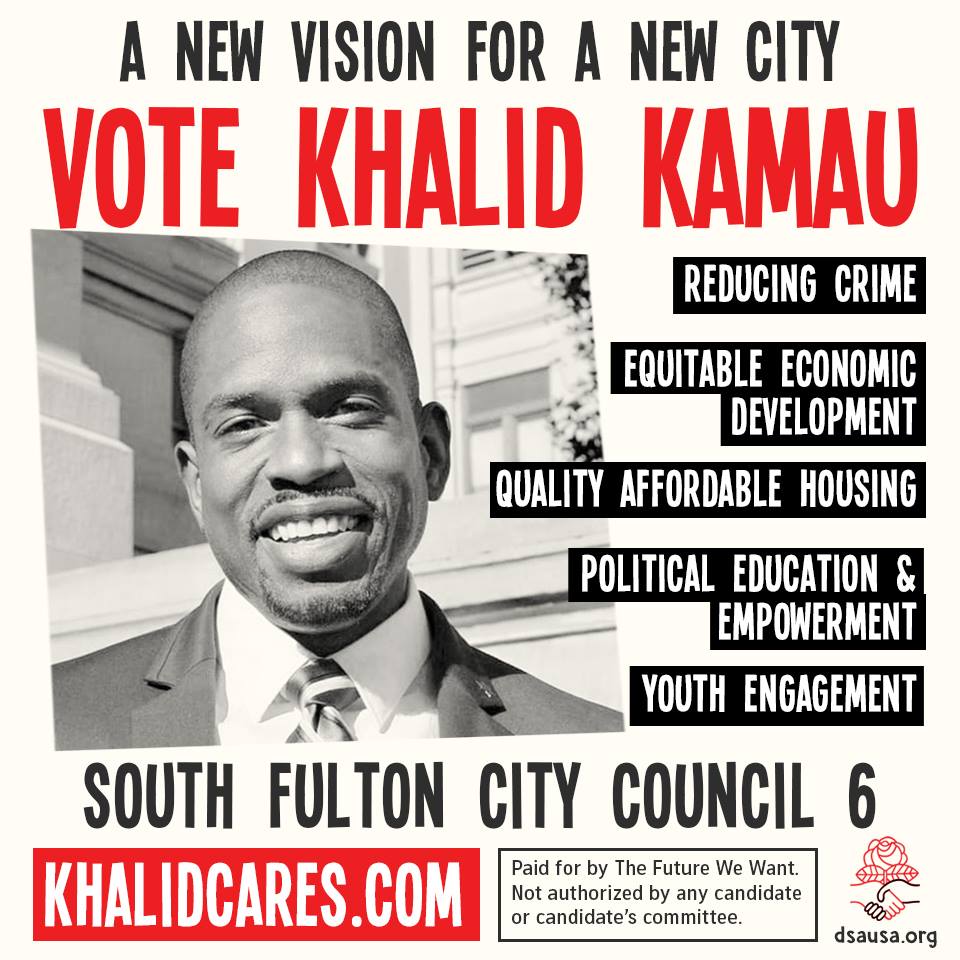 A NEW VISION FOR A NEW CITY
VOTE KHALID KAMAU
REDUCING CRIME
EQUITABLE ECONOMIC
DEVELOPMENT
QUALITY AFFORDABLE HOUSING
POLITICAL EDUCATION &
EMPOWERMENT
YOUTH ENGAGEMENT
SOUTH FULTON CITY COUNCIL 6
KHALIDCARES.COM
Paid for by The Future We Want.
Not authorized by any candidate
or candidate's committee.
dsausa.org